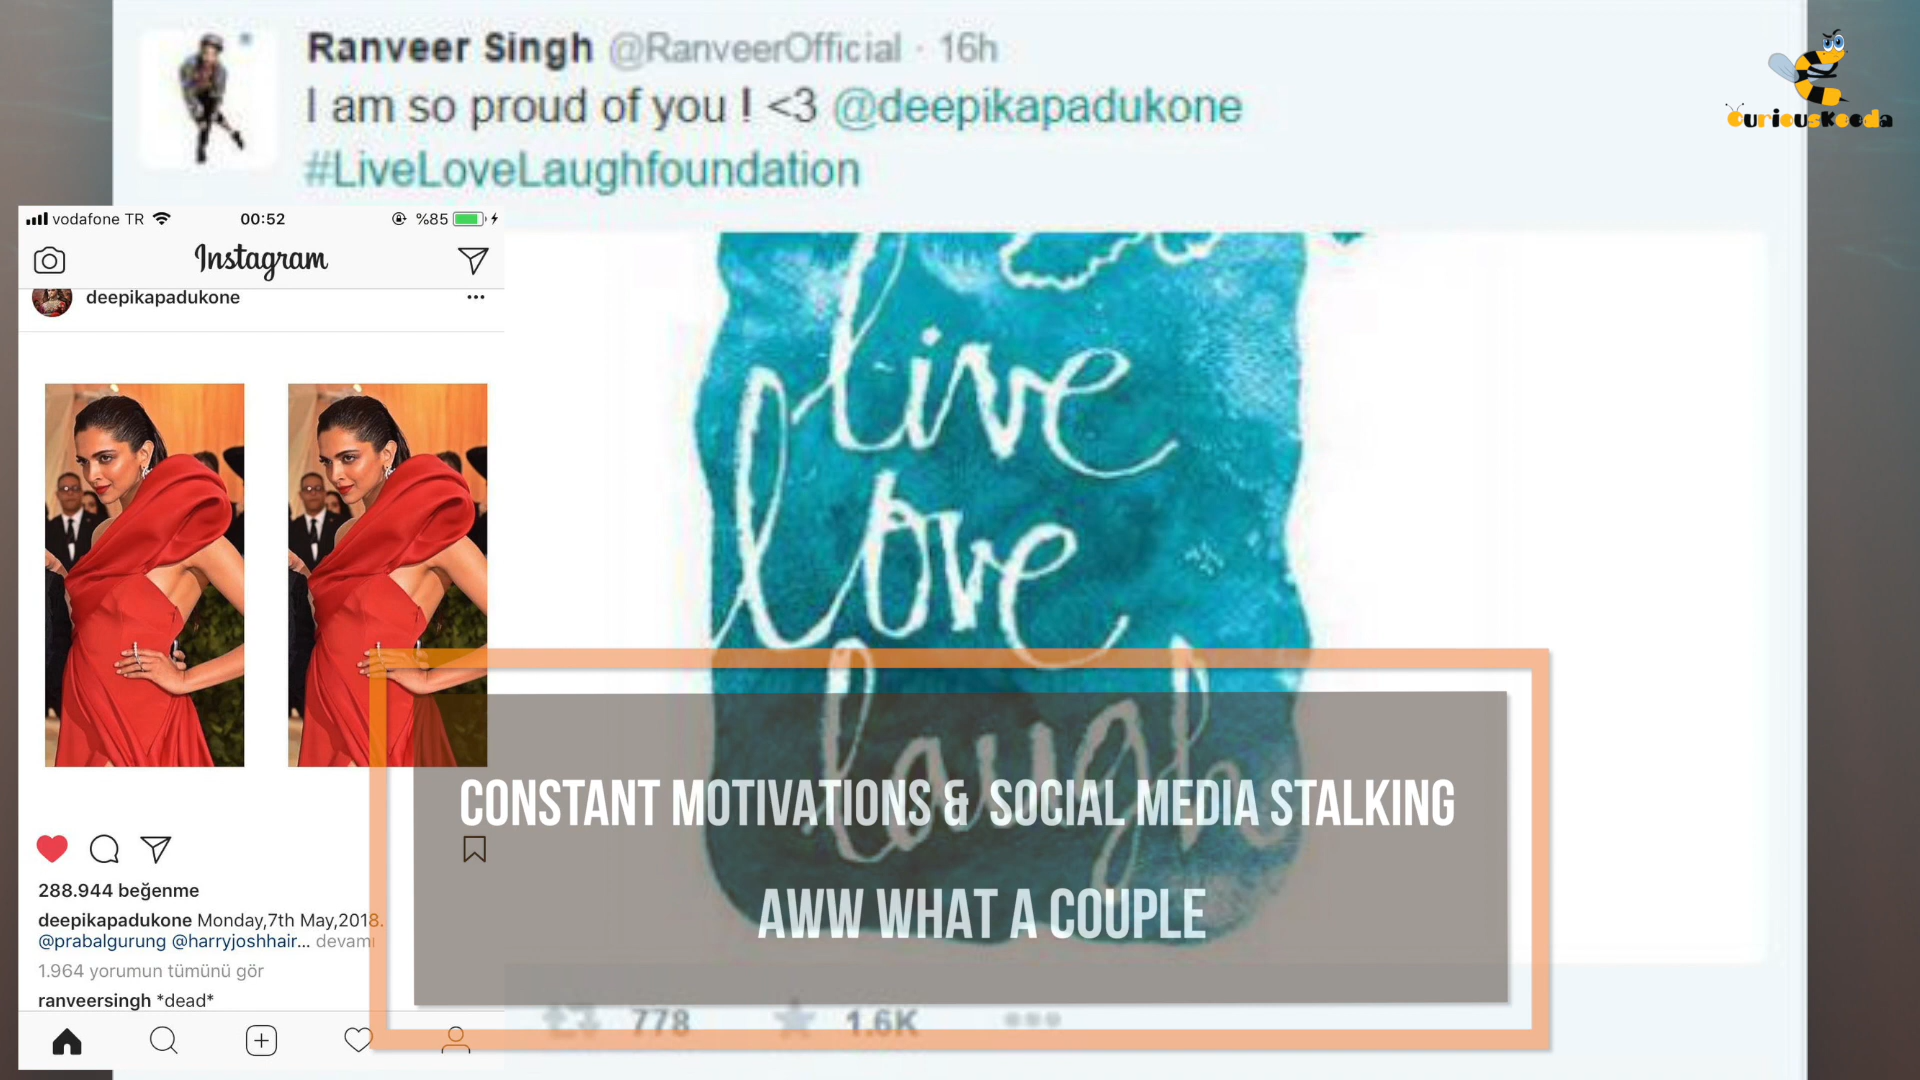 Ranveer Singh @RanveerOfficial · 16h
I am so proud of you ! <3 @deepikapadukone
#LiveLoveLaughfoundation
CuriousKeeda
vodafone TR 00:52 %85
Instagram
deepikapadukone
live
love
laugh
CONSTANT MOTIVATIONS & SOCIAL MEDIA STALKING
AWW WHAT A COUPLE
288.944 beğenme
deepikapadukone Monday,7th May,2018.
@prabalgurung @harryjoshhair... devamı
1.964 yorumun tümünü gör
ranveersingh *dead*
778 1.6K